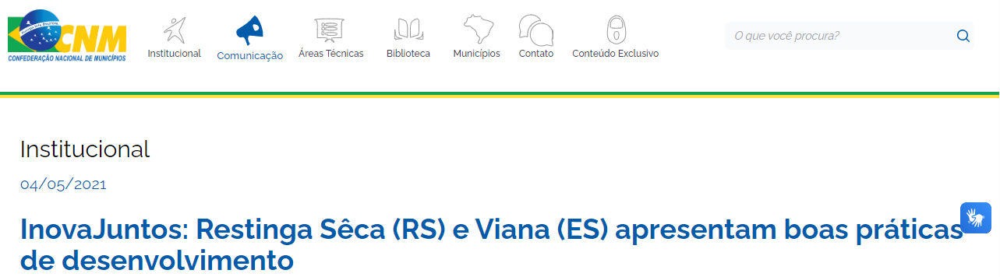 CNM
CONFEDERAÇÃO NACIONAL DE MUNICÍPIOS
Institucional
Comunicação
Áreas Técnicas
Biblioteca
Municípios
Contato
Conteúdo Exclusivo
O que você procura?
Institucional
04/05/2021
InovaJuntos: Restinga Sêca (RS) e Viana (ES) apresentam boas práticas
de desenvolvimento